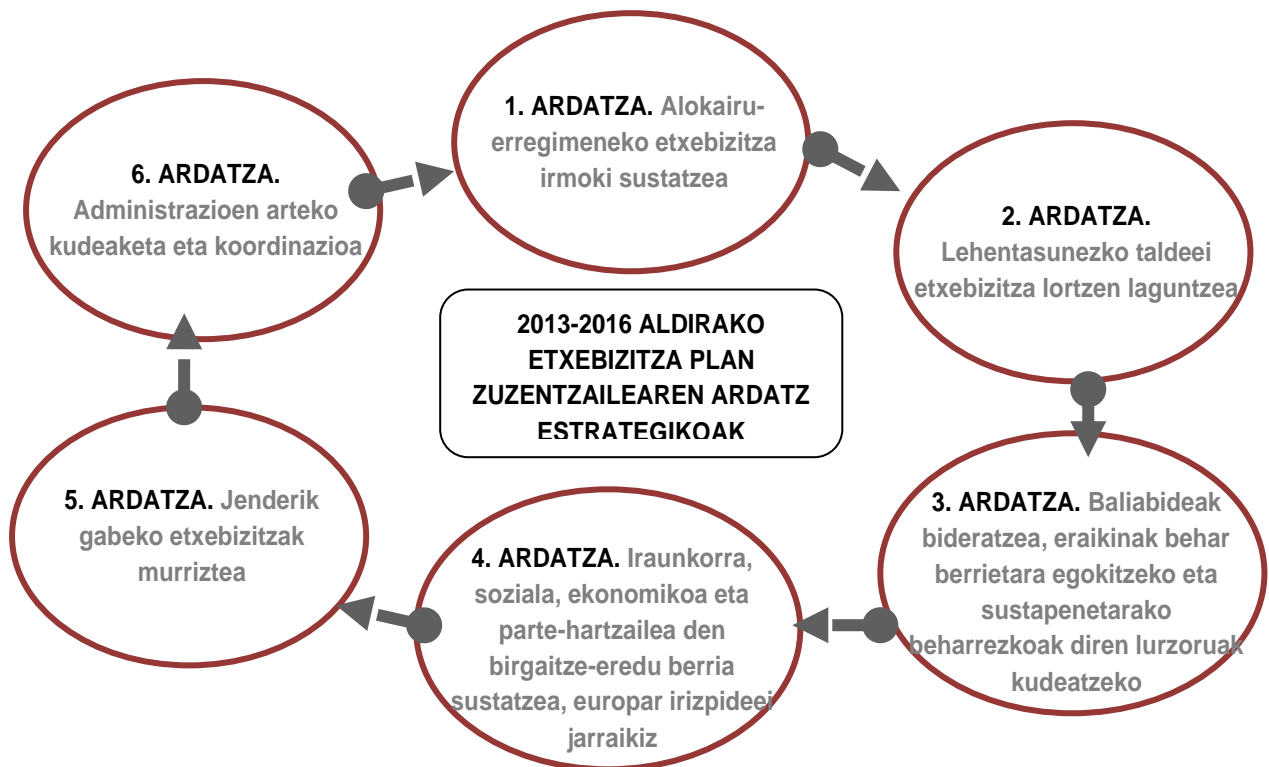 1. ARDATZA. Alokairu-
erregimeneko etxebizitza
irmoki sustatzea
2. ARDATZA.
Lehentasunezko taldeei
etxebizitza lortzen laguntzea
3. ARDATZA. Baliabideak
bideratzea, eraikinak behar
berrietara egokitzeko eta
sustapenetarako
beharrezkoak diren lurzoruak
kudeatzeko
4. ARDATZA. Iraunkorra,
soziala, ekonomikoa eta
parte-hartzailea den
birgaitze-eredu berria
sustatzea, europar irizpideei
jarraikiz
5. ARDATZA. Jenderik
gabeko etxebizitzak
murriztea
6. ARDATZA.
Administrazioen arteko
kudeaketa eta koordinazioa
2013-2016 ALDIRAKO
ETXEBIZITZA PLAN
ZUZENTZAILEAREN ARDATZ
ESTRATEGIKOAK